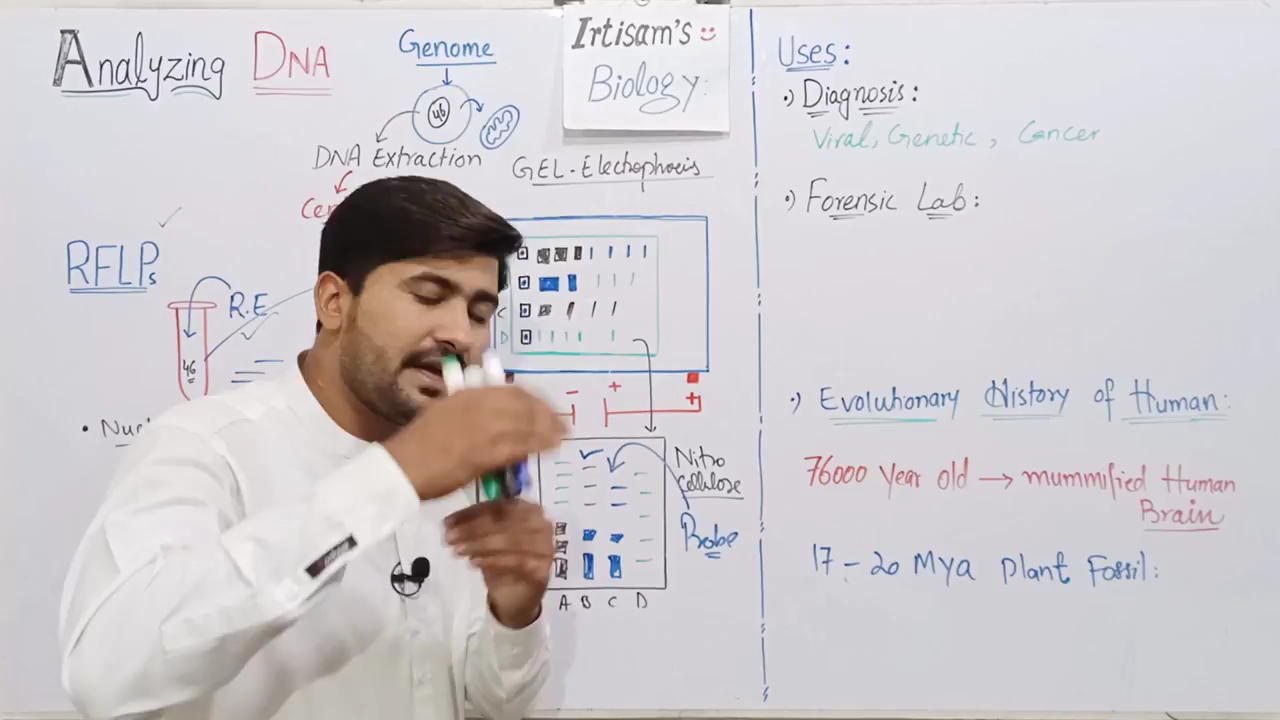 Analyzing DNA
Genome
46
DNA Extraction
Irtisam's
Biology
GEL-Electrophoresis
RFLPs
R.E
46
C
D
- +
+
Nitro
Cellulose
Probe
A B C D
Uses:
•) Diagnosis:
Viral, Genetic, Cancer
•) Forensic Lab:
•) Evolutionary History of Human:
76000 Year old → mummified Human
Brain
17-20 Mya Plant Fossil: